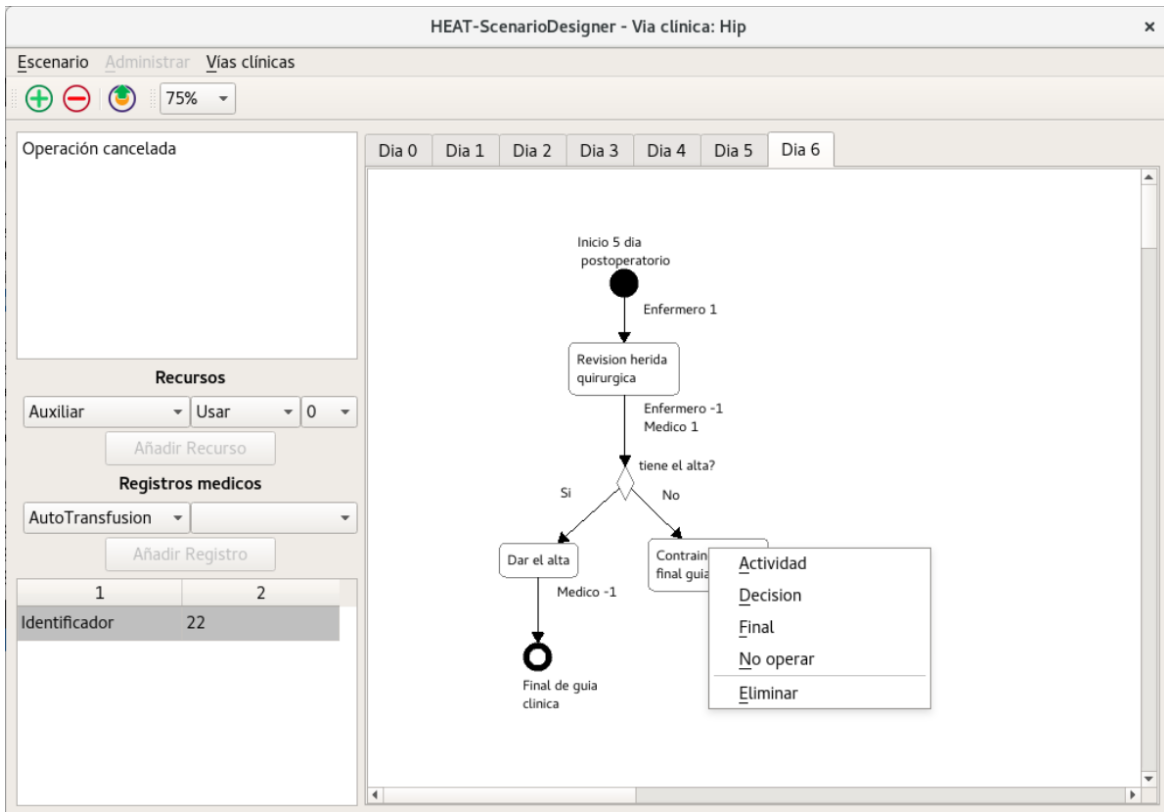 HEAT-ScenarioDesigner - Via clínica: Hip
×
Escenario Administrar Vías clínicas
75%
Operación cancelada
Recursos
Auxiliar Usar 0
Añadir Recurso
Registros medicos
AutoTransfusion
Añadir Registro
1 2
Identificador 22
Dia 0 Dia 1 Dia 2 Dia 3 Dia 4 Dia 5 Dia 6
Inicio 5 dia
postoperatorio
Enfermero 1
Revision herida
quirurgica
Enfermero -1
Medico 1
tiene el alta?
Si
No
Dar el alta
Contrain
final guia
Medico -1
Final de guia
clinica
Actividad
Decision
Final
No operar
Eliminar